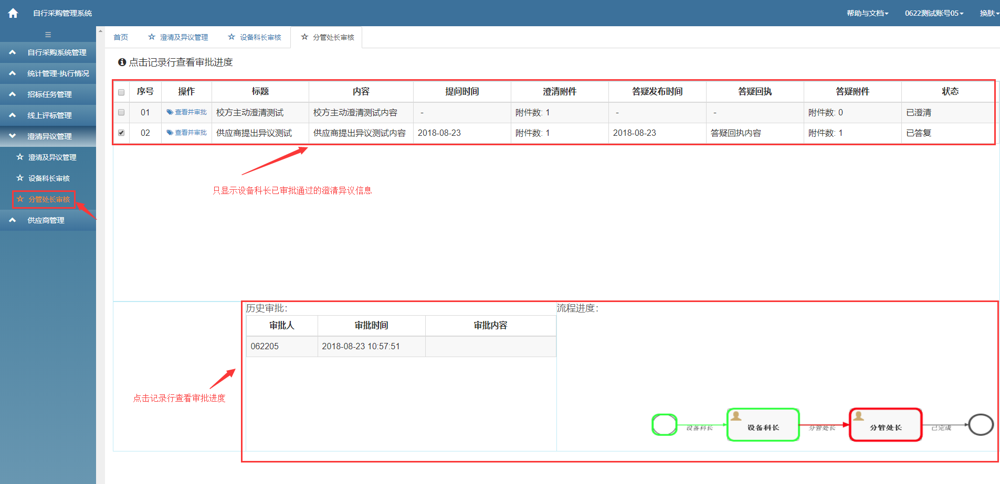 自行采购管理系统
帮助与文档
0622测试账号05
换肤
自行采购系统管理
统计管理-执行情况
招标任务管理
线上评标管理
澄清异议管理
澄清及异议管理
设备科长审核
分管处长审核
供应商管理
首页 澄清及异议管理 设备科长审核 分管处长审核
点击记录行查看审批进度
序号 操作 标题 内容 提问时间 澄清附件 答疑发布时间 答疑回执 答疑附件 状态
01 查看并审批 校方主动澄清测试 校方主动澄清测试内容 - 附件数: 1 - - 附件数: 0 已澄清
02 查看并审批 供应商提出异议测试 供应商提出异议测试内容 2018-08-23 附件数: 1 2018-08-23 答疑回执内容 附件数: 1 已答复
只显示设备科长已审批通过的澄清异议信息
历史审批：
审批人 审批时间 审批内容
062205 2018-08-23 10:57:51
点击记录行查看审批进度
流程进度：
设备科长 设备科长 分管处长 分管处长 已完成